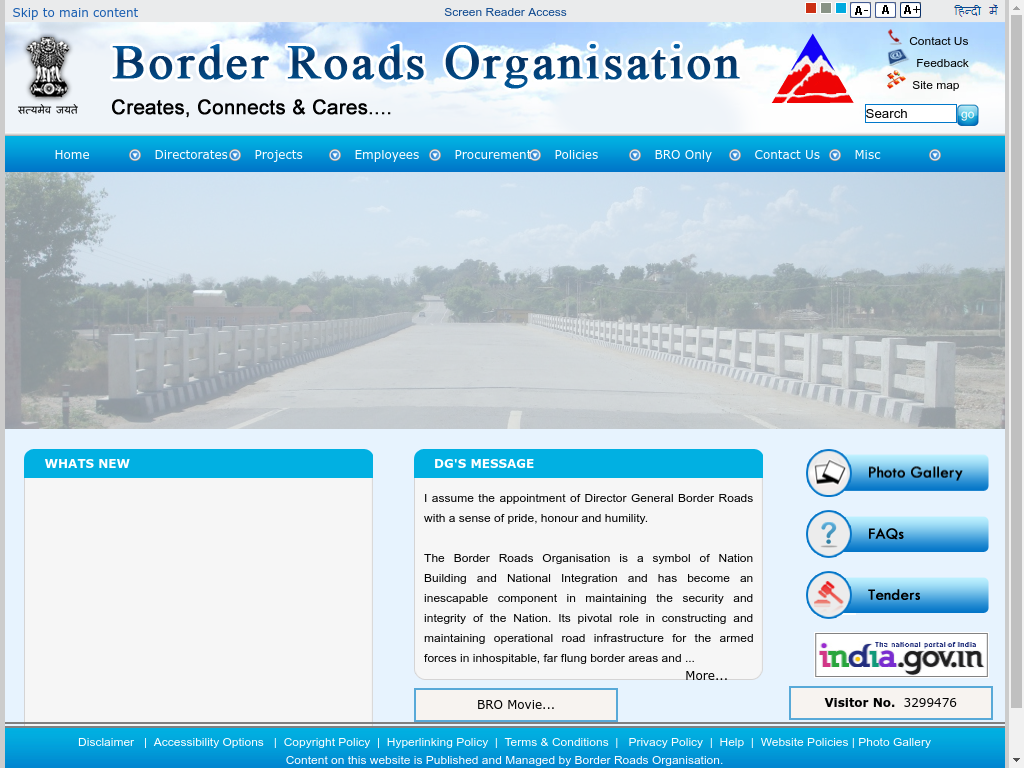 Skip to main content
Screen Reader Access
A- A A+
हिन्दी में
Border Roads Organisation
Creates, Connects & Cares....
सत्यमेव जयते
Contact Us
Feedback
Site map
Search go
Home Directorates Projects Employees Procurement Policies BRO Only Contact Us Misc
WHATS NEW
DG'S MESSAGE
I assume the appointment of Director General Border Roads
with a sense of pride, honour and humility.
The Border Roads Organisation is a symbol of Nation
Building and National Integration and has become an
inescapable component in maintaining the security and
integrity of the Nation. Its pivotal role in constructing and
maintaining operational road infrastructure for the armed
forces in inhospitable, far flung border areas and ...
More...
BRO Movie...
Photo Gallery
FAQs
Tenders
The national portal of India
india.gov.in
Visitor No. 3299476
Disclaimer | Accessibility Options | Copyright Policy | Hyperlinking Policy | Terms & Conditions | Privacy Policy | Help | Website Policies | Photo Gallery
Content on this website is Published and Managed by Border Roads Organisation.